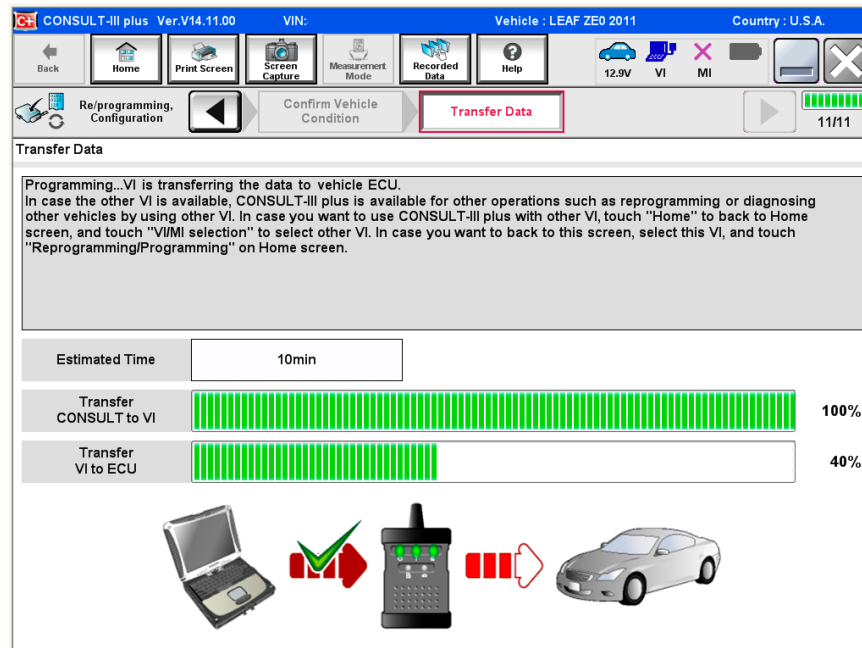 CONSULT-III plus Ver.V14.11.00 VIN: Vehicle : LEAF ZE0 2011 Country : U.S.A.
Back
Home
Print Screen
Screen
Capture
Measurement
Mode
Recorded
Data
Help
12.9V VI MI
Re/programming,
Configuration
Confirm Vehicle
Condition
Transfer Data
11/11
Transfer Data
Programming...VI is transferring the data to vehicle ECU.
In case the other VI is available, CONSULT-III plus is available for other operations such as reprogramming or diagnosing
other vehicles by using other VI. In case you want to use CONSULT-III plus with other VI, touch "Home" to back to Home
screen, and touch "VI/MI selection" to select other VI. In case you want to back to this screen, select this VI, and touch
"Reprogramming/Programming" on Home screen.
Estimated Time 10min
Transfer
CONSULT to VI
100%
Transfer
VI to ECU
40%